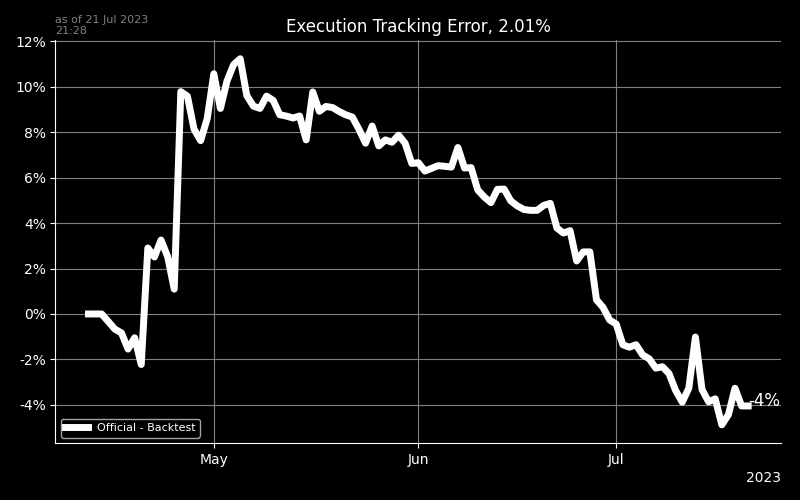 as of 21 Jul 2023
21:28
Execution Tracking Error, 2.01%
12%
10%
8%
6%
4%
2%
0%
-2%
-4%
-4%
Official - Backtest
May
Jun
Jul
2023